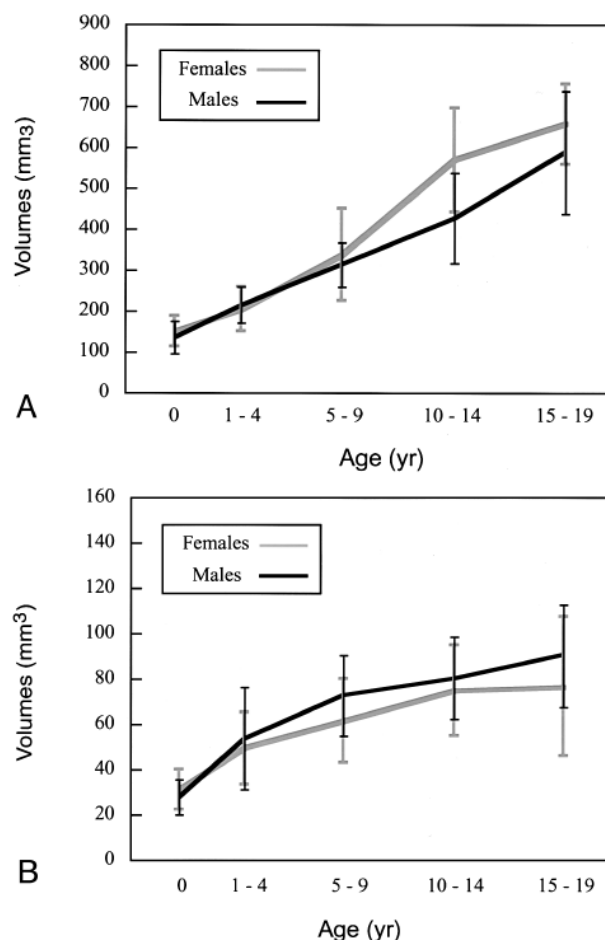 A
900
800
700
600
500
400
300
200
100
0
Volumes (mm3)
Females
Males
0 1 - 4 5 - 9 10 - 14 15 - 19
Age (yr)
B
160
140
120
100
80
60
40
20
0
Volumes (mm³)
Females
Males
0 1 - 4 5 - 9 10 - 14 15 - 19
Age (yr)